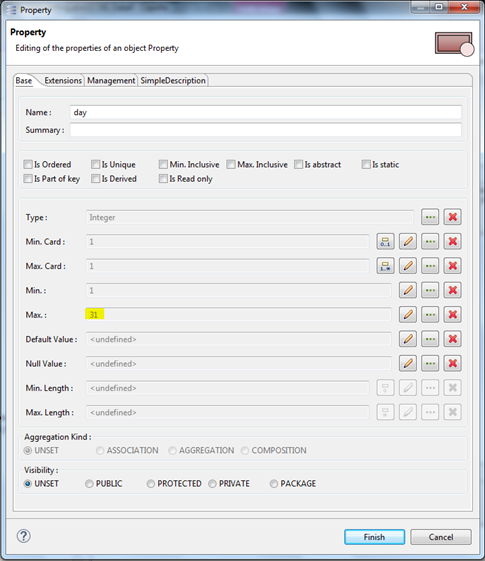 Property
Property
Editing of the properties of an object Property
Base Extensions Management SimpleDescription
Name : day
Summary :
Is Ordered Is Unique Min. Inclusive Max. Inclusive Is abstract Is static
Is Part of key Is Derived Is Read only
Type : Integer
Min. Card : 1 0..1
Max. Card : 1 1..*
Min. : 1
Max. : 31
Default Value : <undefined>
Null Value : <undefined>
Min. Length : <undefined>
Max. Length : <undefined>
Aggregation Kind :
UNSET ASSOCIATION AGGREGATION COMPOSITION
Visibility :
UNSET PUBLIC PROTECTED PRIVATE PACKAGE
? Finish Cancel